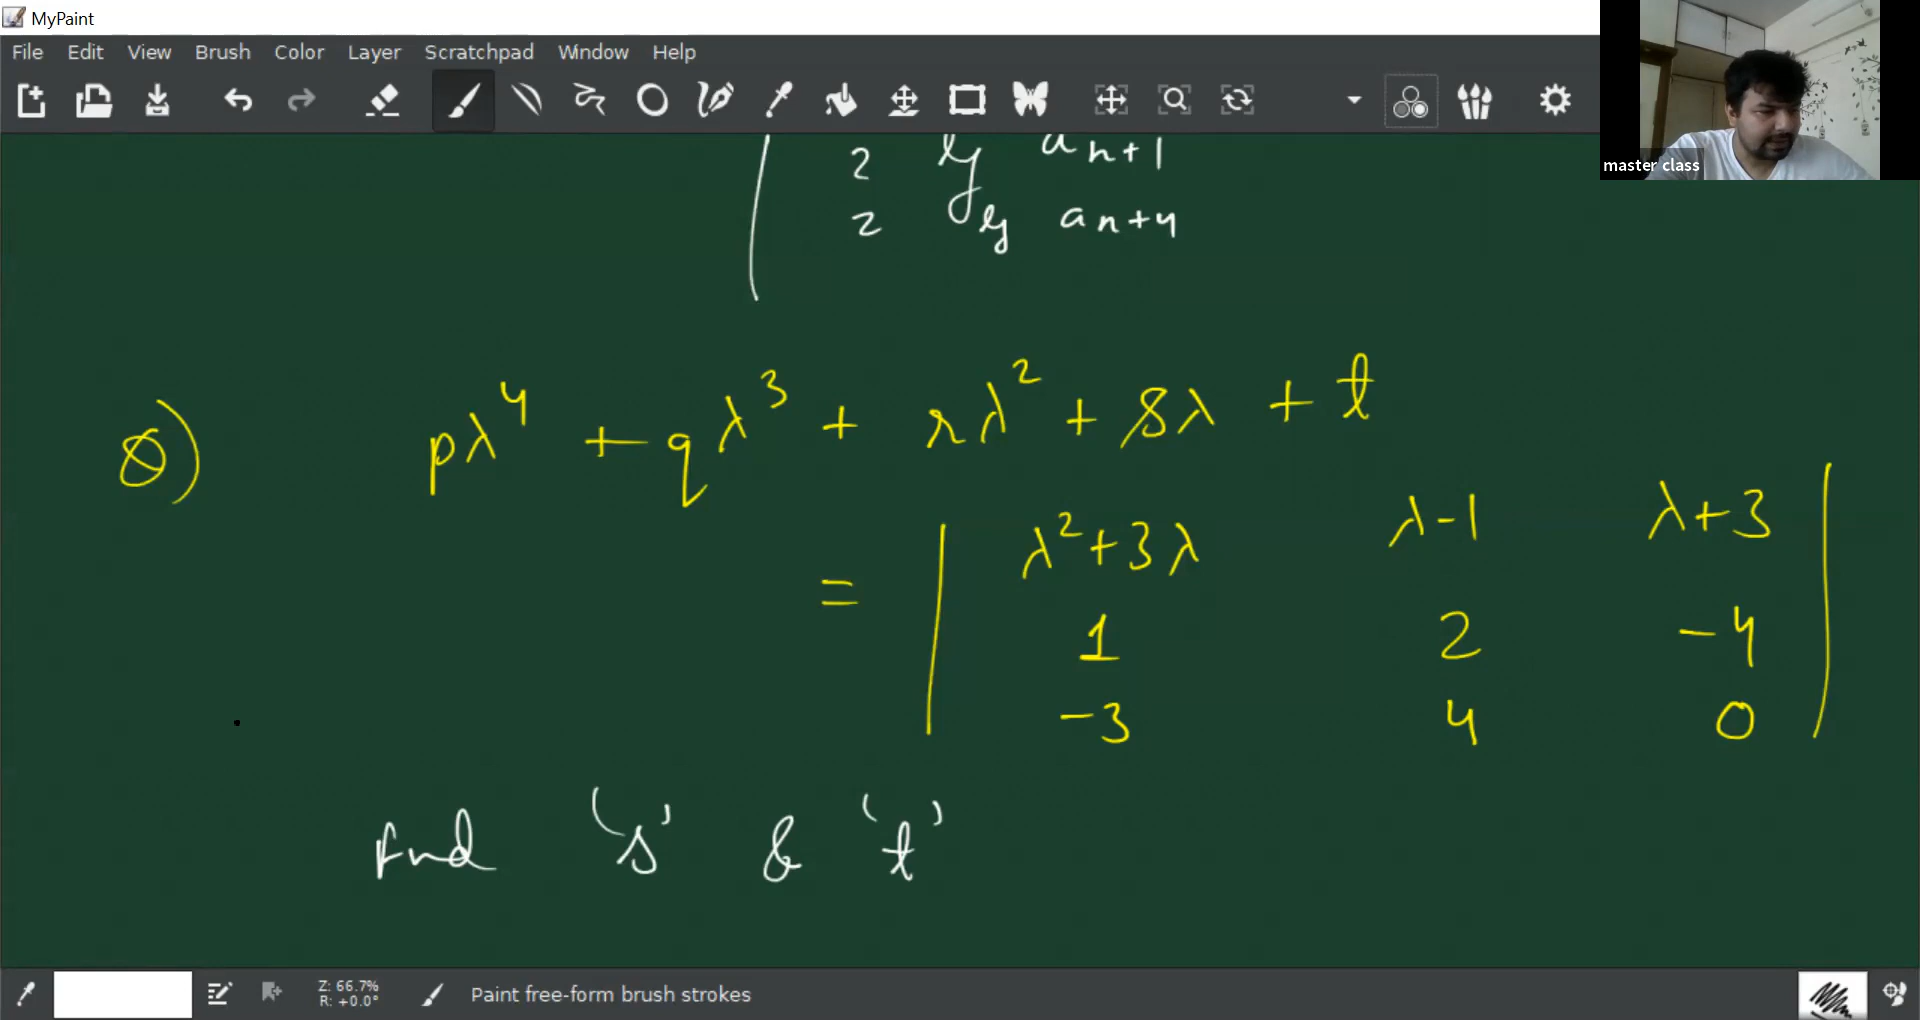 MyPaint
File Edit View Brush Color Layer Scratchpad Window Help
master class
2 y an+1
2 y an+4
Q) pλ⁴ + qλ³ + rλ² + sλ + t
= | λ²+3λ λ-1 λ+3 |
1 2 -4
-3 4 0
find 's' & 't'
Z: 66.7%
R: +0.0°
Paint free-form brush strokes